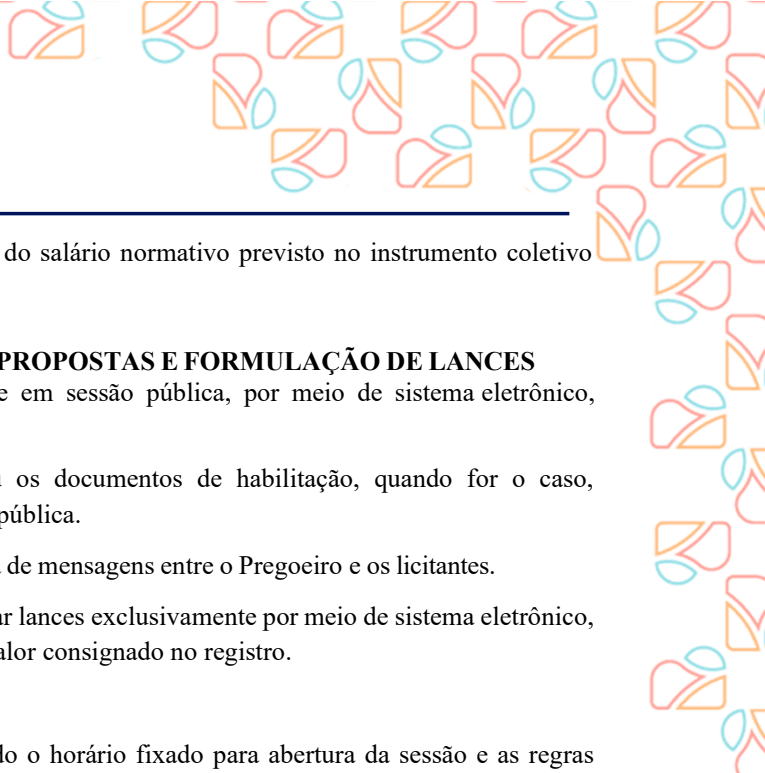 do salário normativo previsto no instrumento coletivo
PROPOSTAS E FORMULAÇÃO DE LANCES
e em sessão pública, por meio de sistema eletrônico,
os documentos de habilitação, quando for o caso,
pública.
de mensagens entre o Pregoeiro e os licitantes.
ar lances exclusivamente por meio de sistema eletrônico,
alor consignado no registro.
do o horário fixado para abertura da sessão e as regras